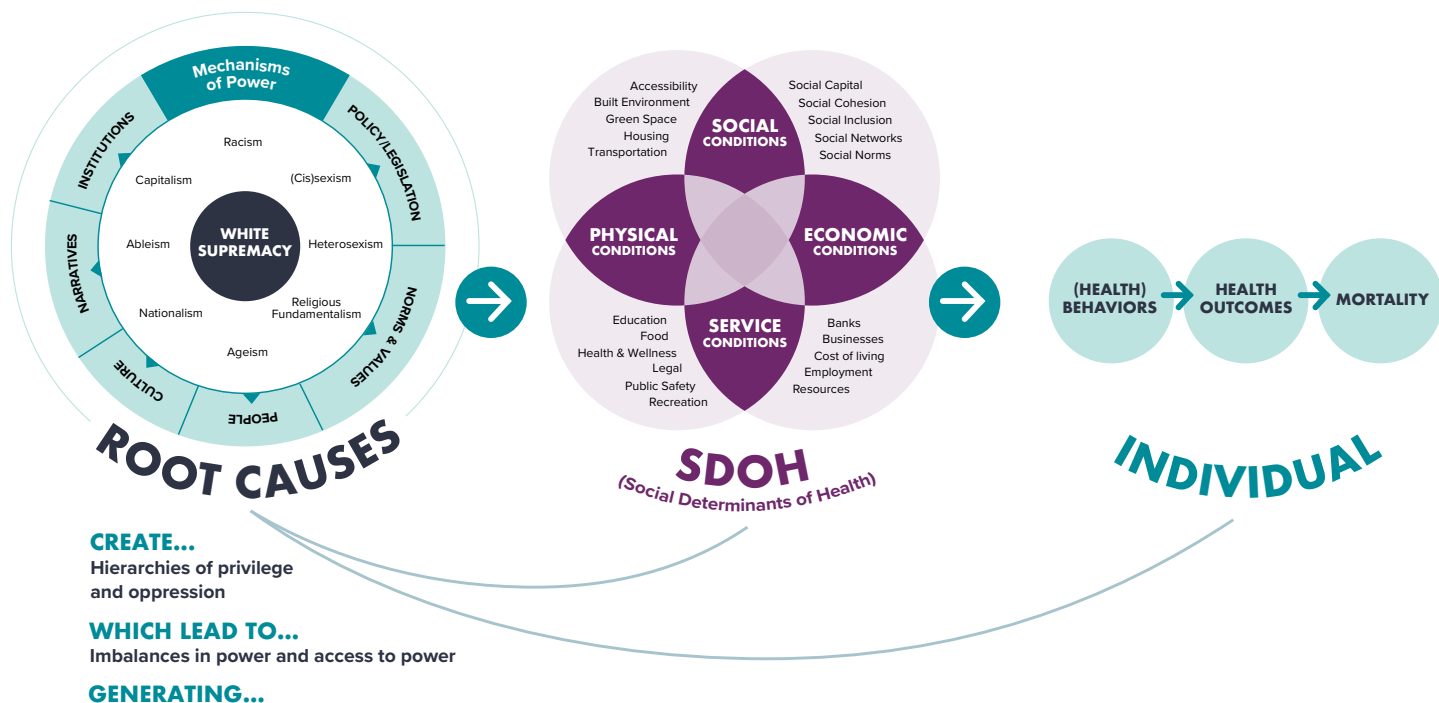 Mechanisms
of Power
POLICY/LEGISLATION
NORMS & VALUES
PEOPLE
CULTURE
NARRATIVES
INSTITUTIONS
Racism
(Cis)sexism
Capitalism
Ableism
WHITE
SUPREMACY
Heterosexism
Nationalism
Religious
Fundamentalism
Ageism
ROOT CAUSES
Accessibility
Built Environment
Green Space
Housing
Transportation
SOCIAL
CONDITIONS
Social Capital
Social Cohesion
Social Inclusion
Social Networks
Social Norms
PHYSICAL
CONDITIONS
ECONOMIC
CONDITIONS
Education
Food
Health & Wellness
Legal
Public Safety
Recreation
SERVICE
CONDITIONS
Banks
Businesses
Cost of living
Employment
Resources
SDOH
(Social Determinants of Health)
(HEALTH)
BEHAVIORS
HEALTH
OUTCOMES
MORTALITY
INDIVIDUAL
CREATE...
Hierarchies of privilege
and oppression
WHICH LEAD TO...
Imbalances in power and access to power
GENERATING...